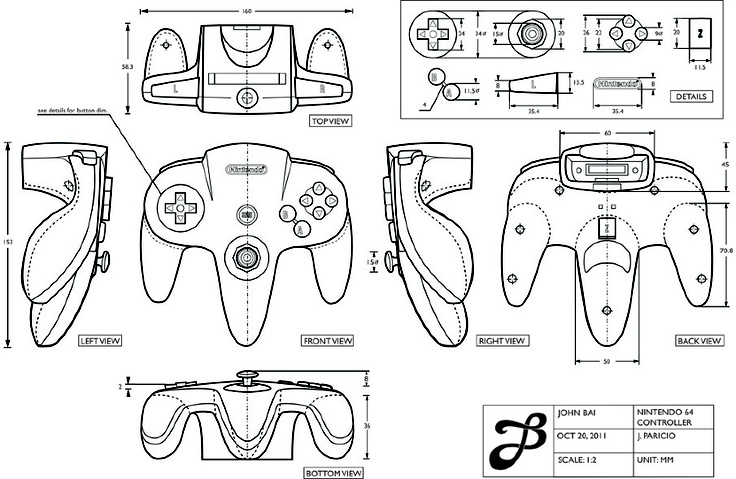 160
58.3
L
R
TOP VIEW
see details for button dim.
24
34ø
15ø
20
26
22
9ø
20
Z
11.5
B
A
11.5ø
4
8
L
13.5
35.4
Nintendo
8
35.4
DETAILS
153
LEFT VIEW
Nintendo
B
A
FRONT VIEW
15ø
RIGHT VIEW
60
45
Z
70.8
50
BACK VIEW
2
8
36
BOTTOM VIEW
JOHN BAI
NINTENDO 64
CONTROLLER
OCT 20, 2011
J. PARICIO
SCALE: 1:2
UNIT: MM